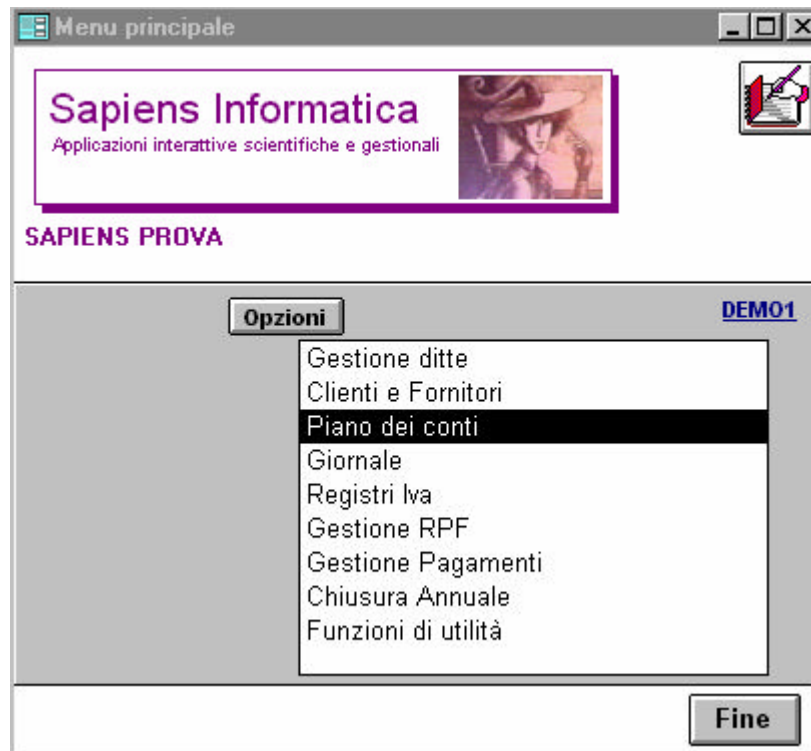 Menu principale
Sapiens Informatica
Applicazioni interattive scientifiche e gestionali
SAPIENS PROVA
Opzioni
DEMO1
Gestione ditte
Clienti e Fornitori
Piano dei conti
Giornale
Registri Iva
Gestione RPF
Gestione Pagamenti
Chiusura Annuale
Funzioni di utilità
Fine